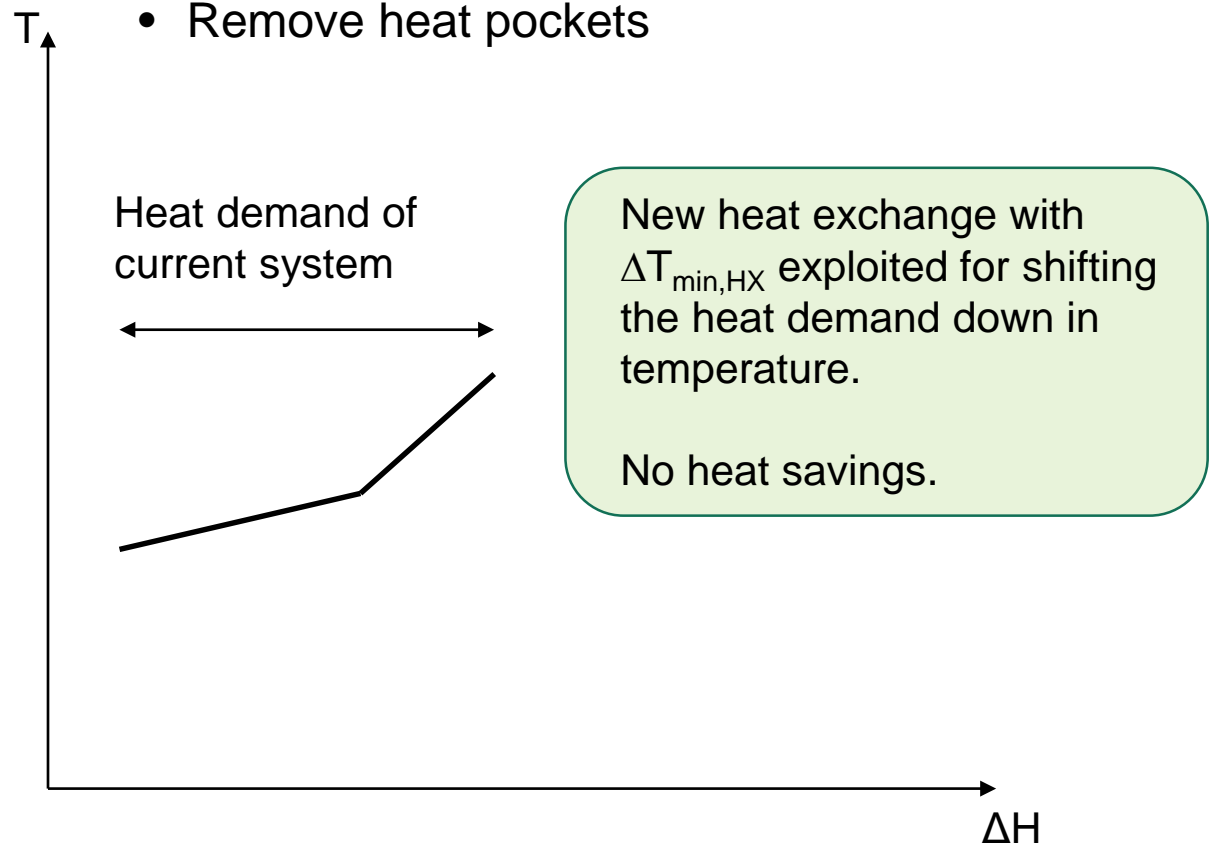 • Remove heat pockets
T
Heat demand of
current system
New heat exchange with
ΔTmin,HX exploited for shifting
the heat demand down in
temperature.
No heat savings.
ΔH